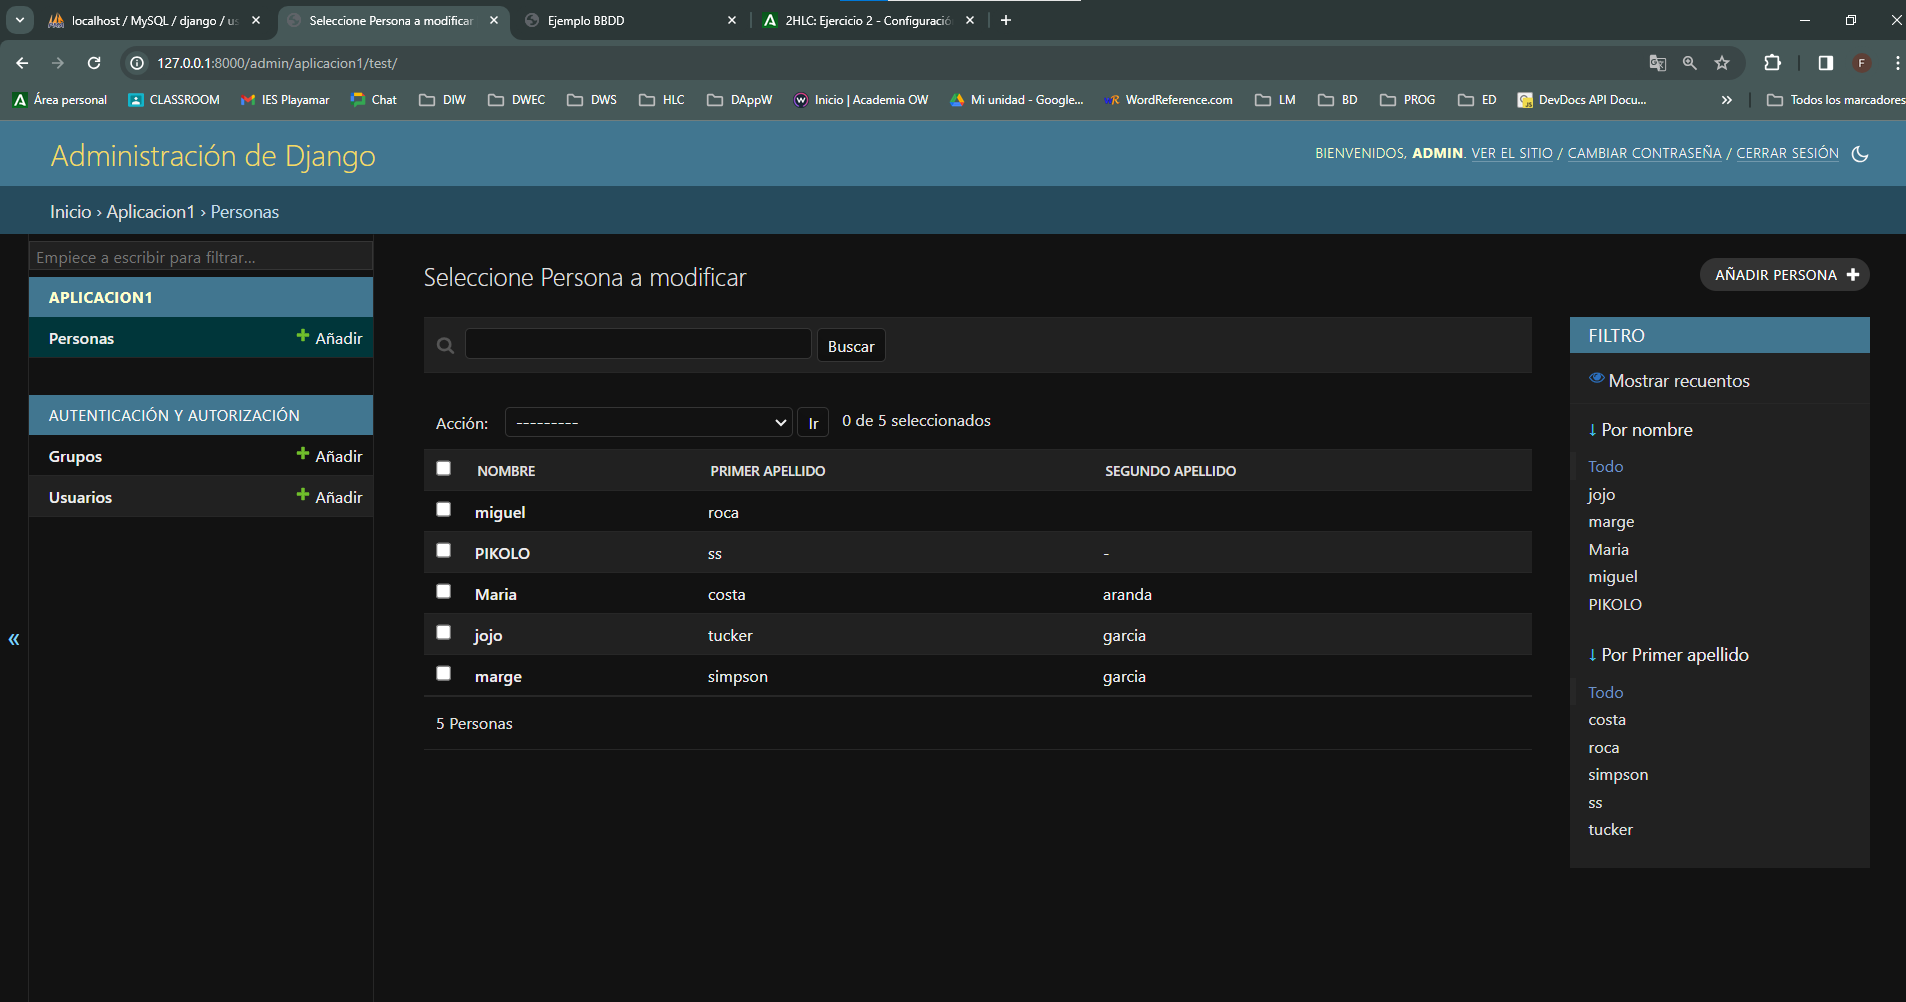 localhost / MySQL / django / us
Seleccione Persona a modificar
Ejemplo BBDD
2HLC: Ejercicio 2 - Configuració
127.0.0.1:8000/admin/aplicacion1/test/
F
Área personal
CLASSROOM
IES Playamar
Chat
DIW
DWEC
DWS
HLC
DAppW
Inicio | Academia OW
Mi unidad - Google...
WordReference.com
LM
BD
PROG
ED
DevDocs API Docu...
»
Todos los marcadores
Administración de Django
BIENVENIDOS, ADMIN. VER EL SITIO / CAMBIAR CONTRASEÑA / CERRAR SESIÓN
Inicio › Aplicacion1 › Personas
Empiece a escribir para filtrar...
APLICACION1
Personas
Añadir
AUTENTICACIÓN Y AUTORIZACIÓN
Grupos
Añadir
Usuarios
Añadir
«
Seleccione Persona a modificar
AÑADIR PERSONA
Buscar
Acción: --------- Ir 0 de 5 seleccionados
NOMBRE PRIMER APELLIDO SEGUNDO APELLIDO
miguel roca
PIKOLO ss -
Maria costa aranda
jojo tucker garcia
marge simpson garcia
5 Personas
FILTRO
Mostrar recuentos
↓ Por nombre
Todo
jojo
marge
Maria
miguel
PIKOLO
↓ Por Primer apellido
Todo
costa
roca
simpson
ss
tucker